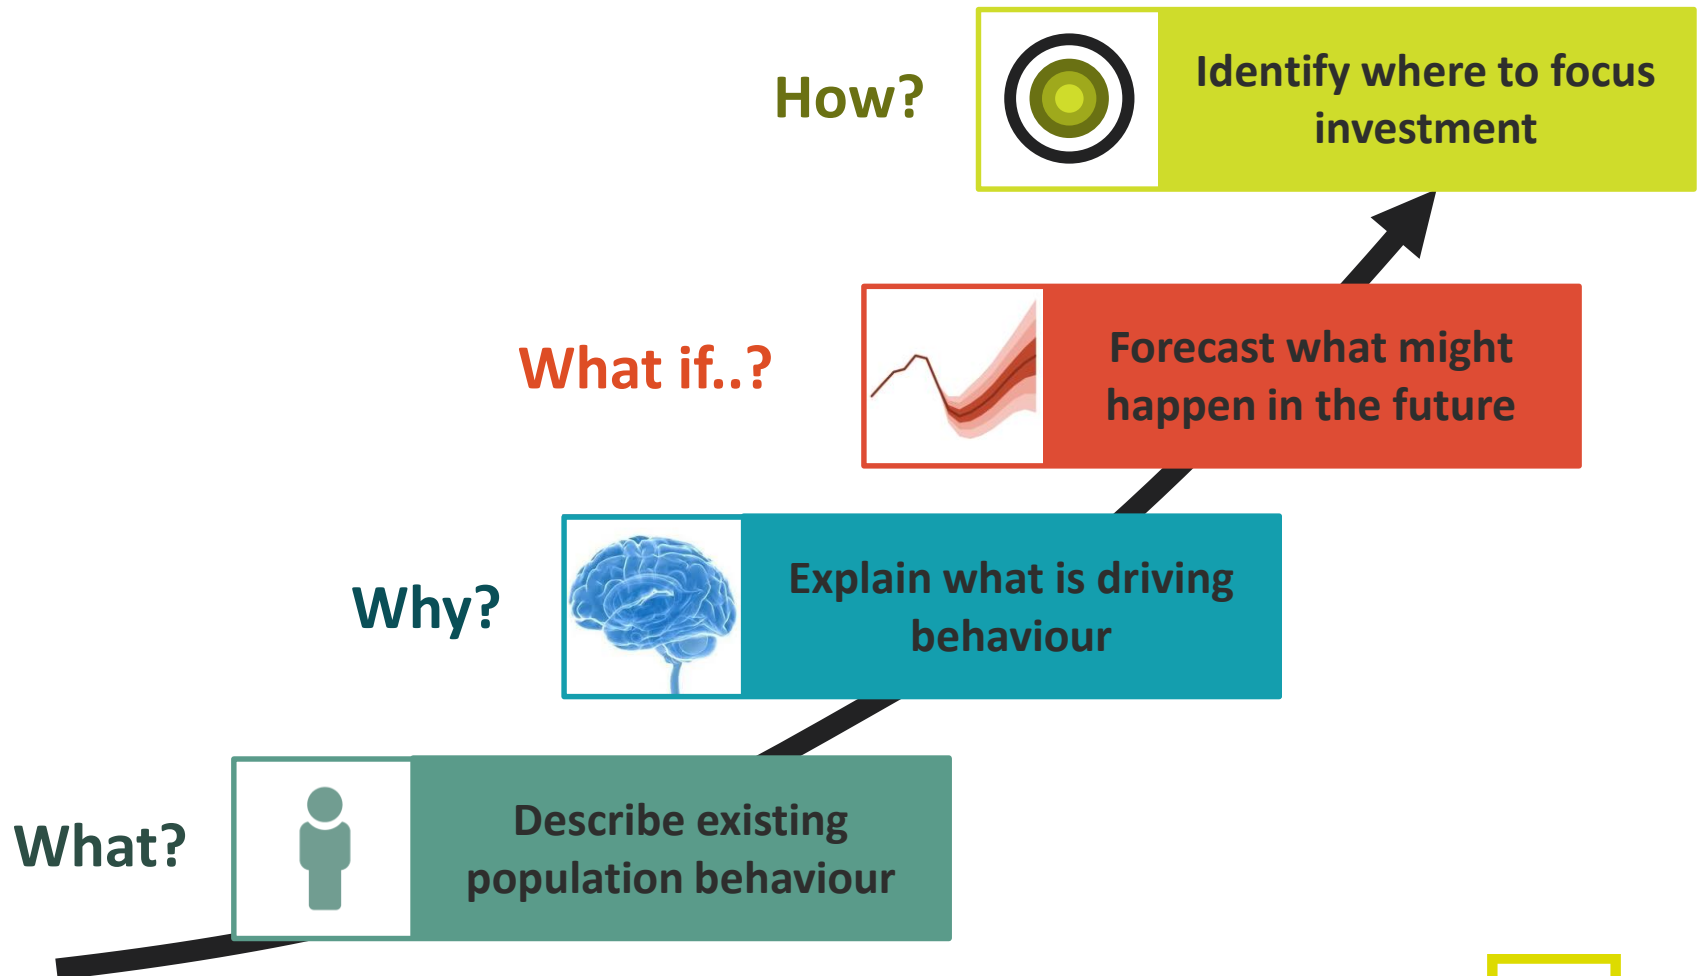 How?
Identify where to focus
investment
What if..?
Forecast what might
happen in the future
Why?
Explain what is driving
behaviour
What?
Describe existing
population behaviour